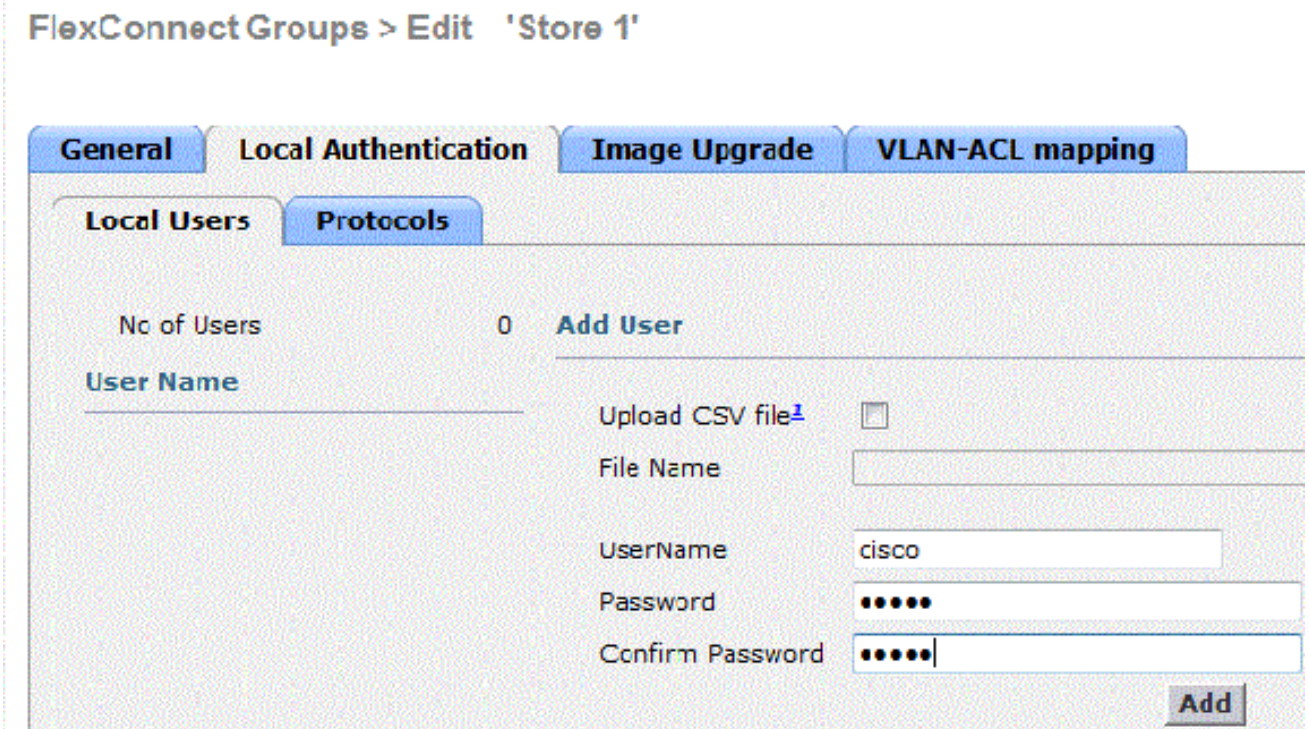 FlexConnect Groups > Edit 'Store 1'
General Local Authentication Image Upgrade VLAN-ACL mapping
Local Users Protocols
No of Users 0 Add User
User Name
Upload CSV file1
File Name
UserName cisco
Password •••••
Confirm Password •••••
Add